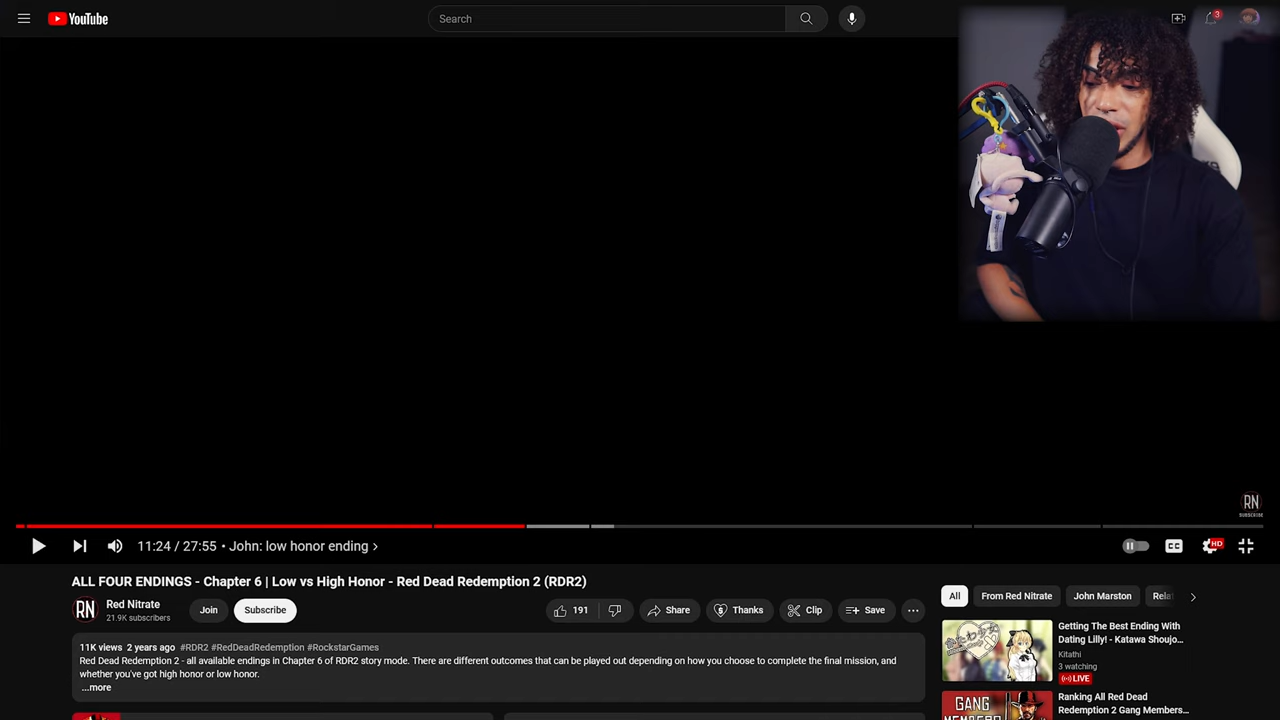 YouTube
Search
3
RN
SUBSCRIBE
11:24 / 27:55 • John: low honor ending >
CC
HD
ALL FOUR ENDINGS - Chapter 6 | Low vs High Honor - Red Dead Redemption 2 (RDR2)
RN
Red Nitrate
21.9K subscribers
Join
Subscribe
191
Share
Thanks
Clip
Save
11K views 2 years ago #RDR2 #RedDeadRedemption #RockstarGames
Red Dead Redemption 2 - all available endings in Chapter 6 of RDR2 story mode. There are different outcomes that can be played out depending on how you choose to complete the final mission, and
whether you've got high honor or low honor.
...more
All
From Red Nitrate
John Marston
Rela
Getting The Best Ending With
Dating Lilly! - Katawa Shoujo...
Kitathi
3 watching
LIVE
GANG
Ranking All Red Dead
Redemption 2 Gang Members...